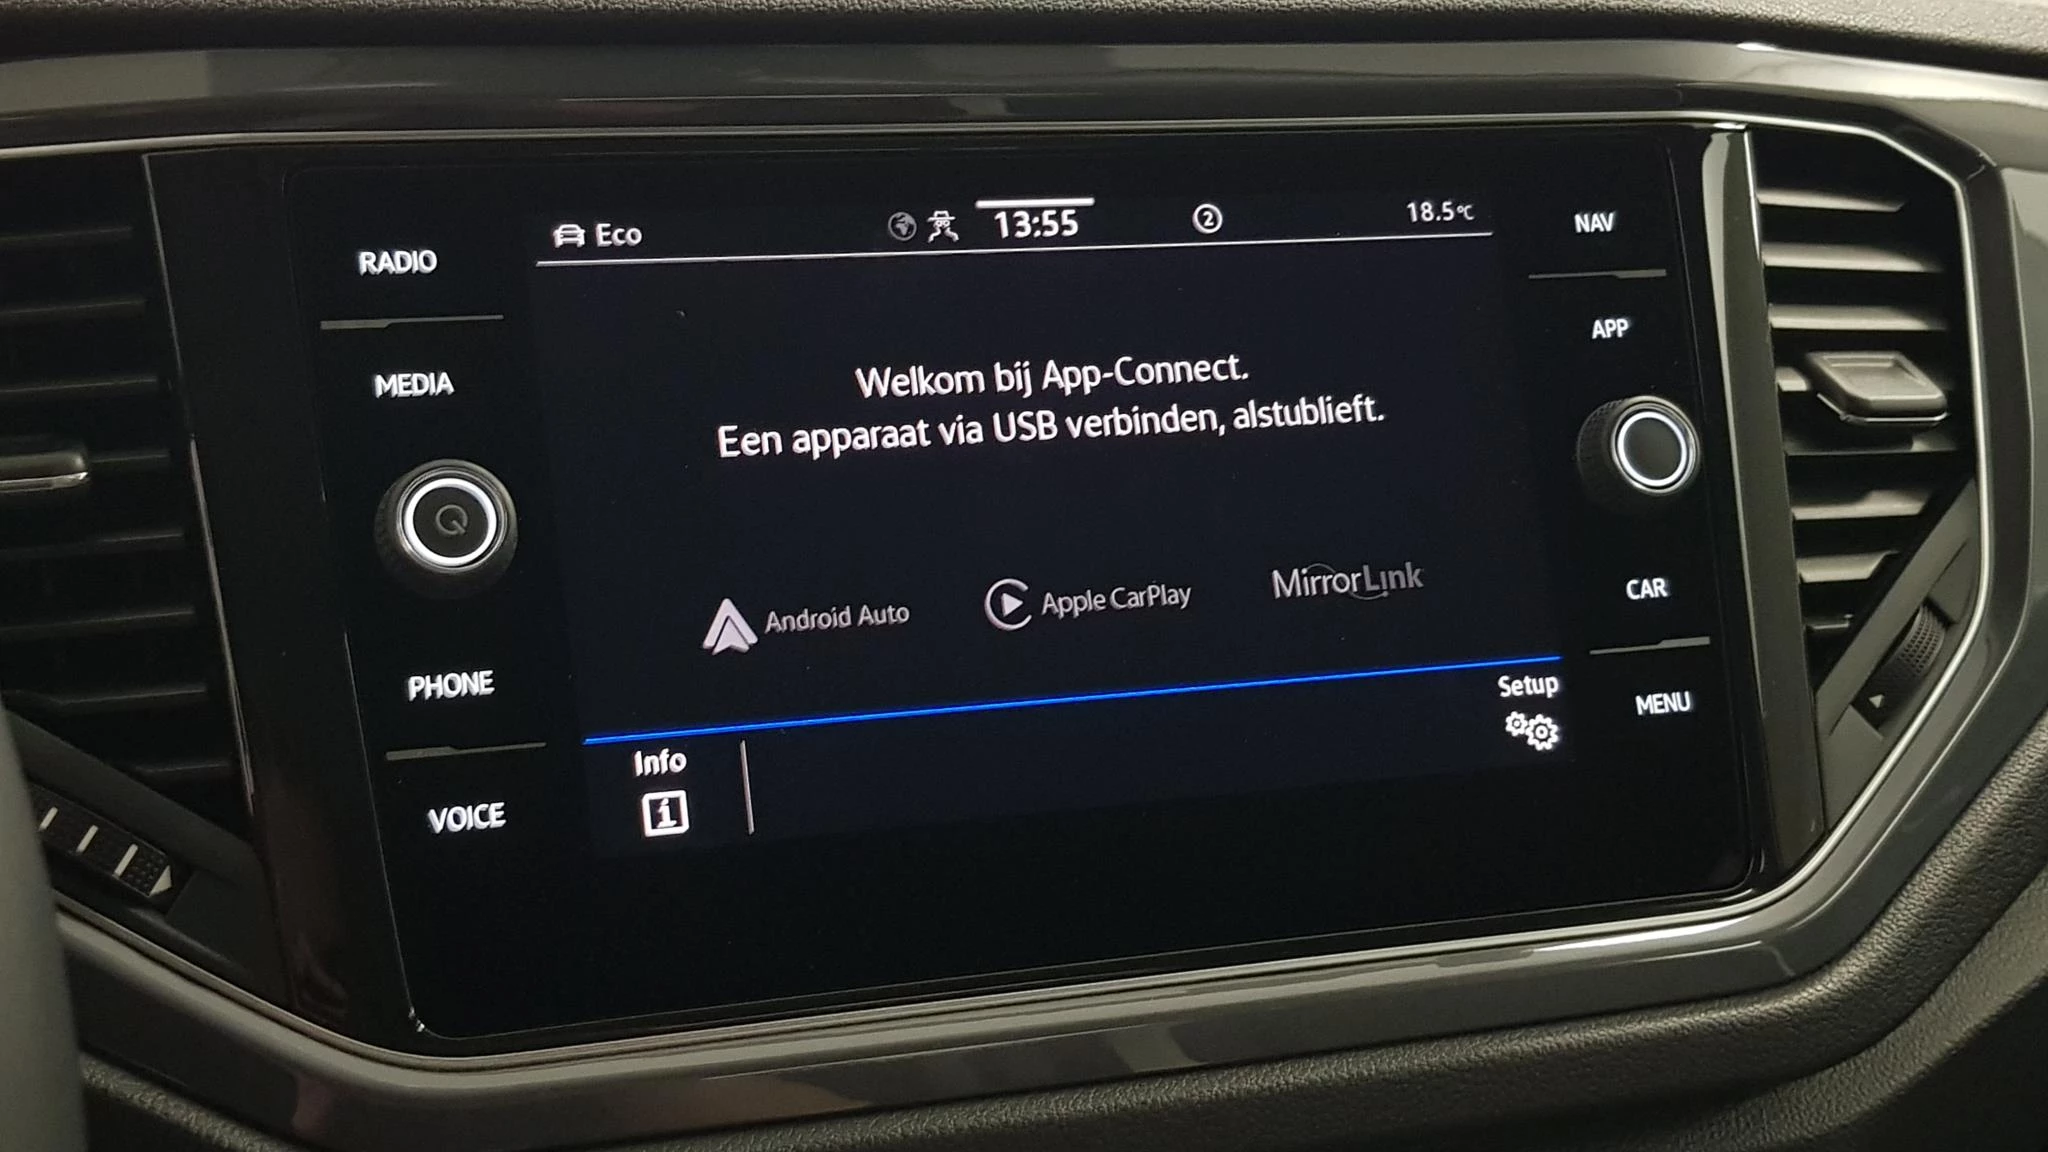 RADIO
MEDIA
PHONE
VOICE
Eco
13:55
2
18.5°C
Welkom bij App-Connect.
Een apparaat via USB verbinden, alstublieft.
Android Auto
Apple CarPlay
MirrorLink
Info
i
Setup
NAV
APP
CAR
MENU